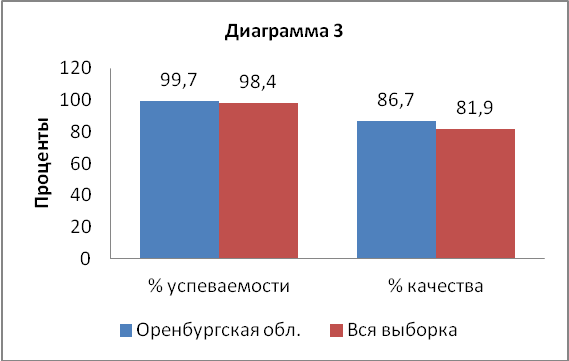 Диаграмма 3
Проценты
120
100
80
60
40
20
0
99,7
98,4
86,7
81,9
% успеваемости
% качества
Оренбургская обл.
Вся выборка